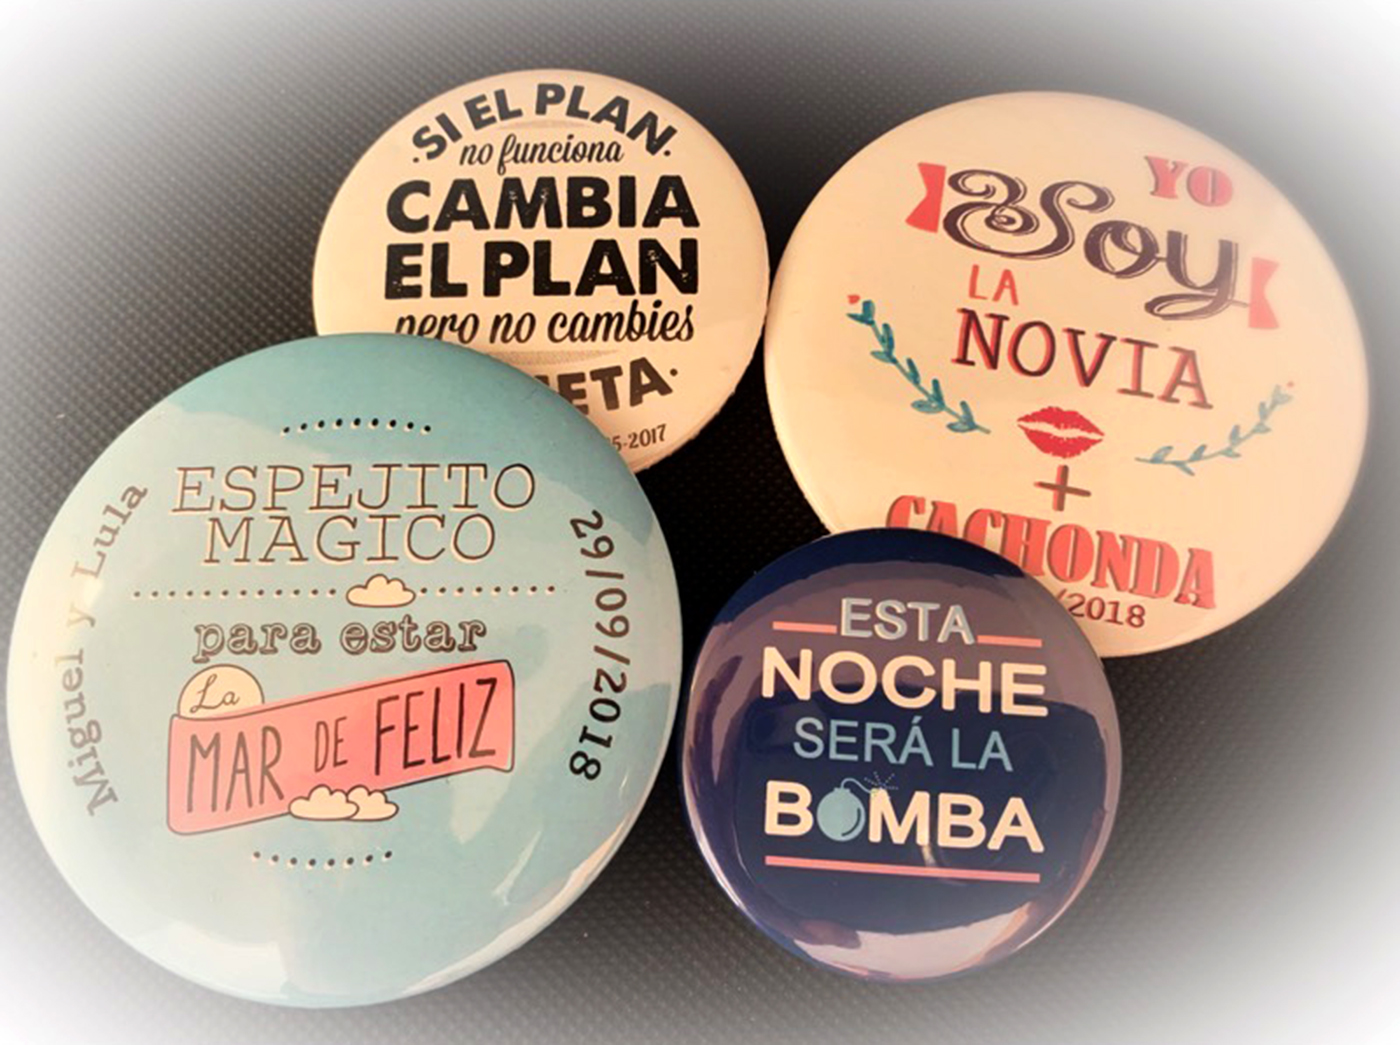 ·SI EL PLAN·
no funciona
CAMBIA
EL PLAN
pero no cambies
5-2017
YO
Soy
LA
NOVIA
+
CACHONDA
/2018
Miguel y Lula
ESPEJITO
MAGICO
para estar
La
MAR DE FELIZ
29/09/2018
ESTA
NOCHE
SERÁ LA
BOMBA